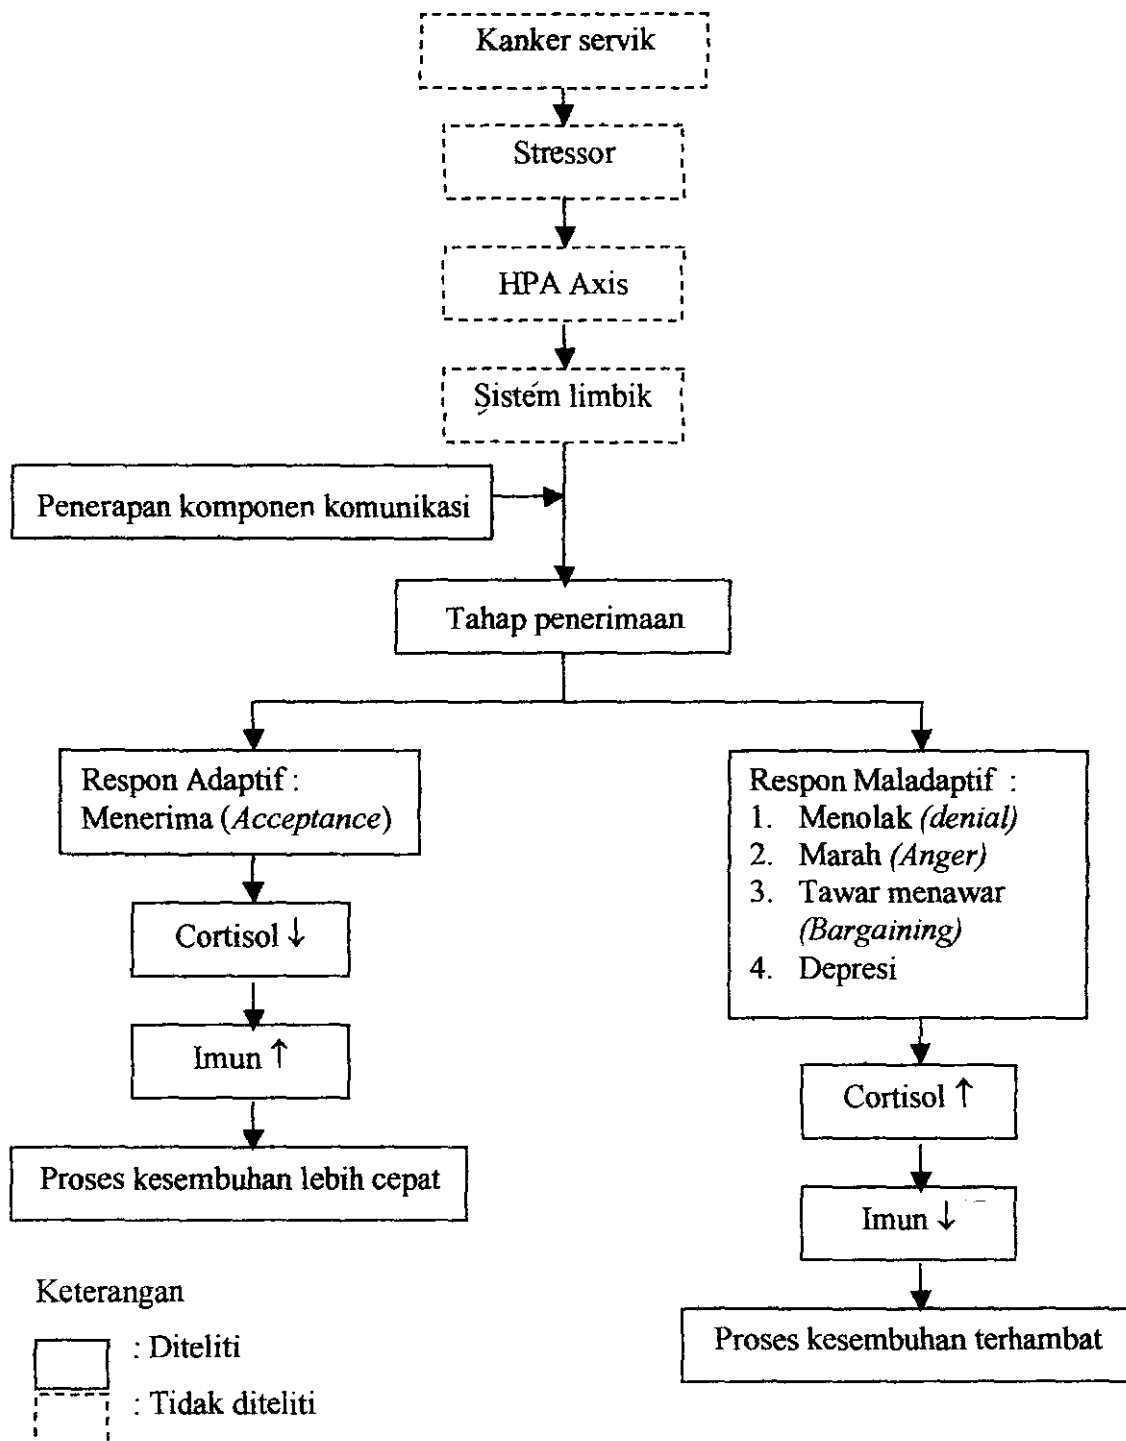 Kanker servik
Stressor
HPA Axis
Sistem limbik
Penerapan komponen komunikasi
Tahap penerimaan
Respon Adaptif :
Menerima (Acceptance)
Cortisol ↓
Imun ↑
Proses kesembuhan lebih cepat
Respon Maladaptif :
1. Menolak (denial)
2. Marah (Anger)
3. Tawar menawar
(Bargaining)
4. Depresi
Cortisol ↑
Imun ↓
Proses kesembuhan terhambat
Keterangan
: Diteliti
: Tidak diteliti